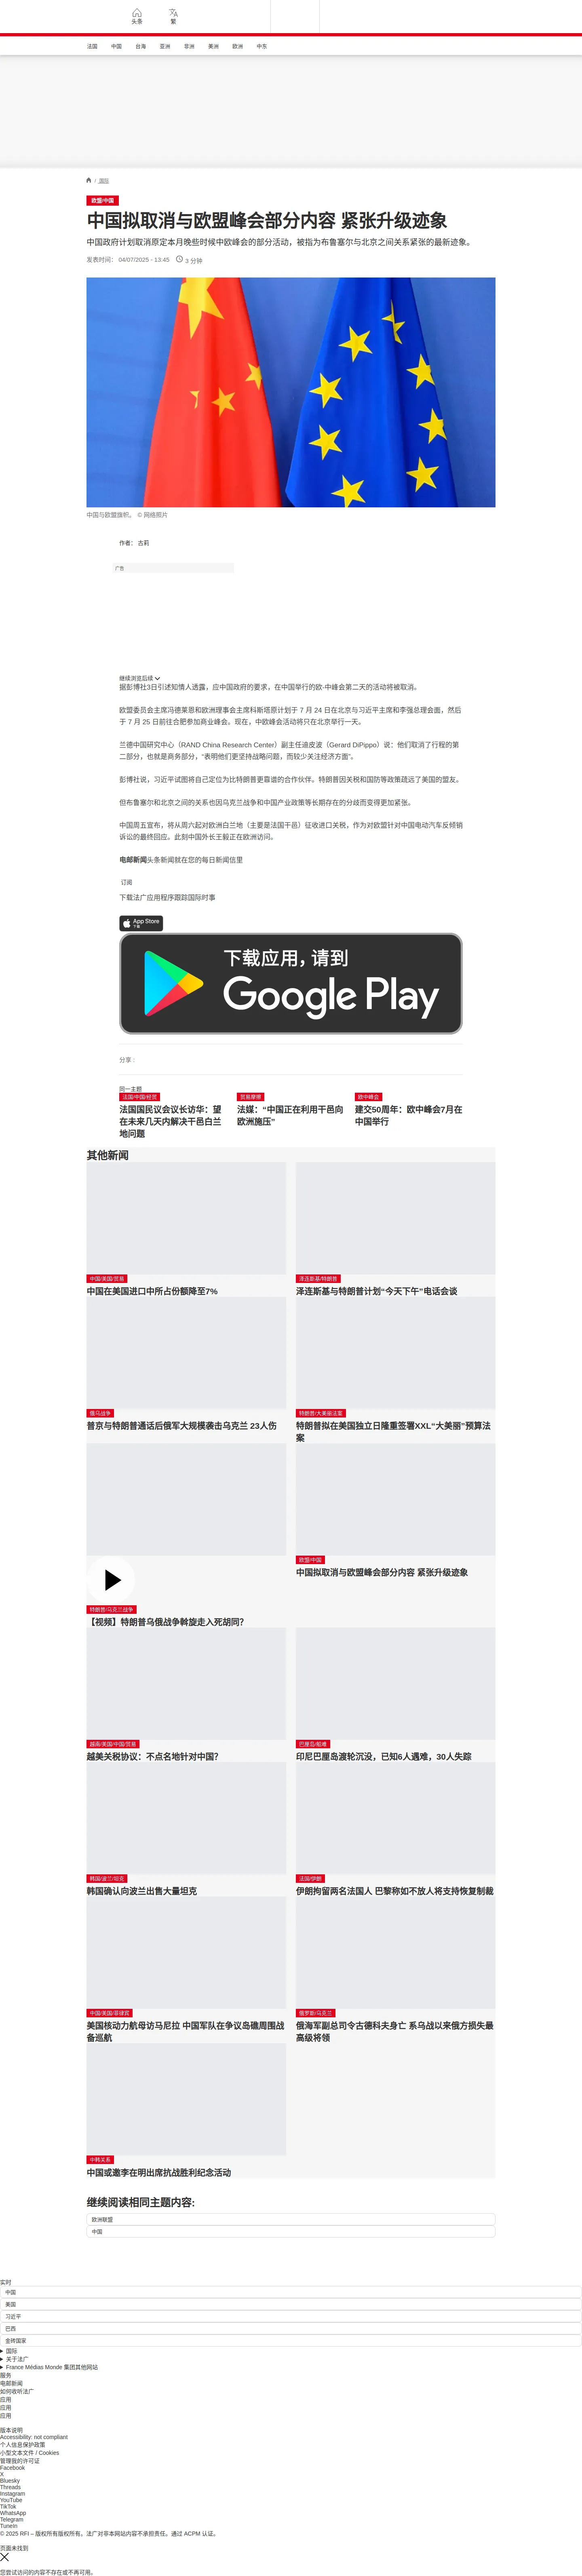 头条
繁
法国
中国
台海
亚洲
非洲
美洲
欧洲
中东
/ 国际
欧盟/中国
中国拟取消与欧盟峰会部分内容 紧张升级迹象
中国政府计划取消原定本月晚些时候中欧峰会的部分活动，被指为布鲁塞尔与北京之间关系紧张的最新迹象。
发表时间： 04/07/2025 - 13:45
3 分钟
中国与欧盟旗帜。 © 网络照片
作者： 古莉
广告
继续浏览后续
据彭博社3日引述知情人透露，应中国政府的要求，在中国举行的欧-中峰会第二天的活动将被取消。
欧盟委员会主席冯德莱恩和欧洲理事会主席科斯塔原计划于 7 月 24 日在北京与习近平主席和李强总理会面，然后
于 7 月 25 日前往合肥参加商业峰会。现在，中欧峰会活动将只在北京举行一天。
兰德中国研究中心（RAND China Research Center）副主任迪皮波（Gerard DiPippo）说：他们取消了行程的第
二部分，也就是商务部分，“表明他们更坚持战略问题，而较少关注经济方面”。
彭博社说，习近平试图将自己定位为比特朗普更靠谱的合作伙伴。特朗普因关税和国防等政策疏远了美国的盟友。
但布鲁塞尔和北京之间的关系也因乌克兰战争和中国产业政策等长期存在的分歧而变得更加紧张。
中国周五宣布，将从周六起对欧洲白兰地（主要是法国干邑）征收进口关税，作为对欧盟针对中国电动汽车反倾销
诉讼的最终回应。此刻中国外长王毅正在欧洲访问。
电邮新闻头条新闻就在您的每日新闻信里
订阅
下载法广应用程序跟踪国际时事
App Store
下载
下载应用，请到
Google Play
分享 :
同一主题
法国/中国/经贸
法国国民议会议长访华：望
在未来几天内解决干邑白兰
地问题
贸易摩擦
法媒：“中国正在利用干邑向
欧洲施压”
欧中峰会
建交50周年：欧中峰会7月在
中国举行
其他新闻
中国/美国/贸易
中国在美国进口中所占份额降至7%
泽连斯基/特朗普
泽连斯基与特朗普计划“今天下午”电话会谈
俄乌战争
普京与特朗普通话后俄军大规模袭击乌克兰 23人伤
特朗普/大美丽法案
特朗普拟在美国独立日隆重签署XXL“大美丽”预算法
案
特朗普/乌克兰战争
【视频】特朗普乌俄战争斡旋走入死胡同？
欧盟/中国
中国拟取消与欧盟峰会部分内容 紧张升级迹象
越南/美国/中国/贸易
越美关税协议：不点名地针对中国？
巴厘岛/船难
印尼巴厘岛渡轮沉没，已知6人遇难，30人失踪
韩国/波兰/坦克
韩国确认向波兰出售大量坦克
法国/伊朗
伊朗拘留两名法国人 巴黎称如不放人将支持恢复制裁
中国/美国/菲律宾
美国核动力航母访马尼拉 中国军队在争议岛礁周围战
备巡航
俄罗斯/乌克兰
俄海军副总司令古德科夫身亡 系乌战以来俄方损失最
高级将领
中韩关系
中国或邀李在明出席抗战胜利纪念活动
继续阅读相同主题内容:
欧洲联盟
中国
实时
中国
美国
习近平
巴西
金砖国家
国际
关于法广
France Médias Monde 集团其他网站
服务
电邮新闻
如何收听法广
应用
应用
应用
版本说明
Accessibility: not compliant
个人信息保护政策
小型文本文件 / Cookies
管理我的许可证
Facebook
X
Bluesky
Threads
Instagram
YouTube
TikTok
WhatsApp
Telegram
TuneIn
© 2025 RFI – 版权所有版权所有。法广对非本网站内容不承担责任。通过 ACPM 认证。
页面未找到
您尝试访问的内容不存在或不再可用。